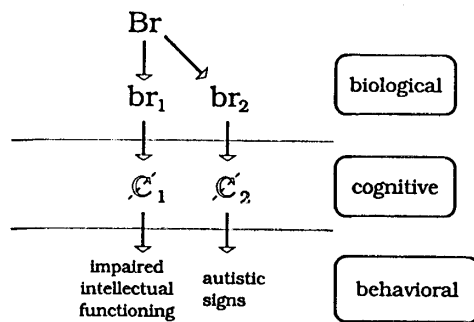 Br
br₁ br₂
biological
₡₁ ₡₂
cognitive
impaired
intellectual
functioning
autistic
signs
behavioral